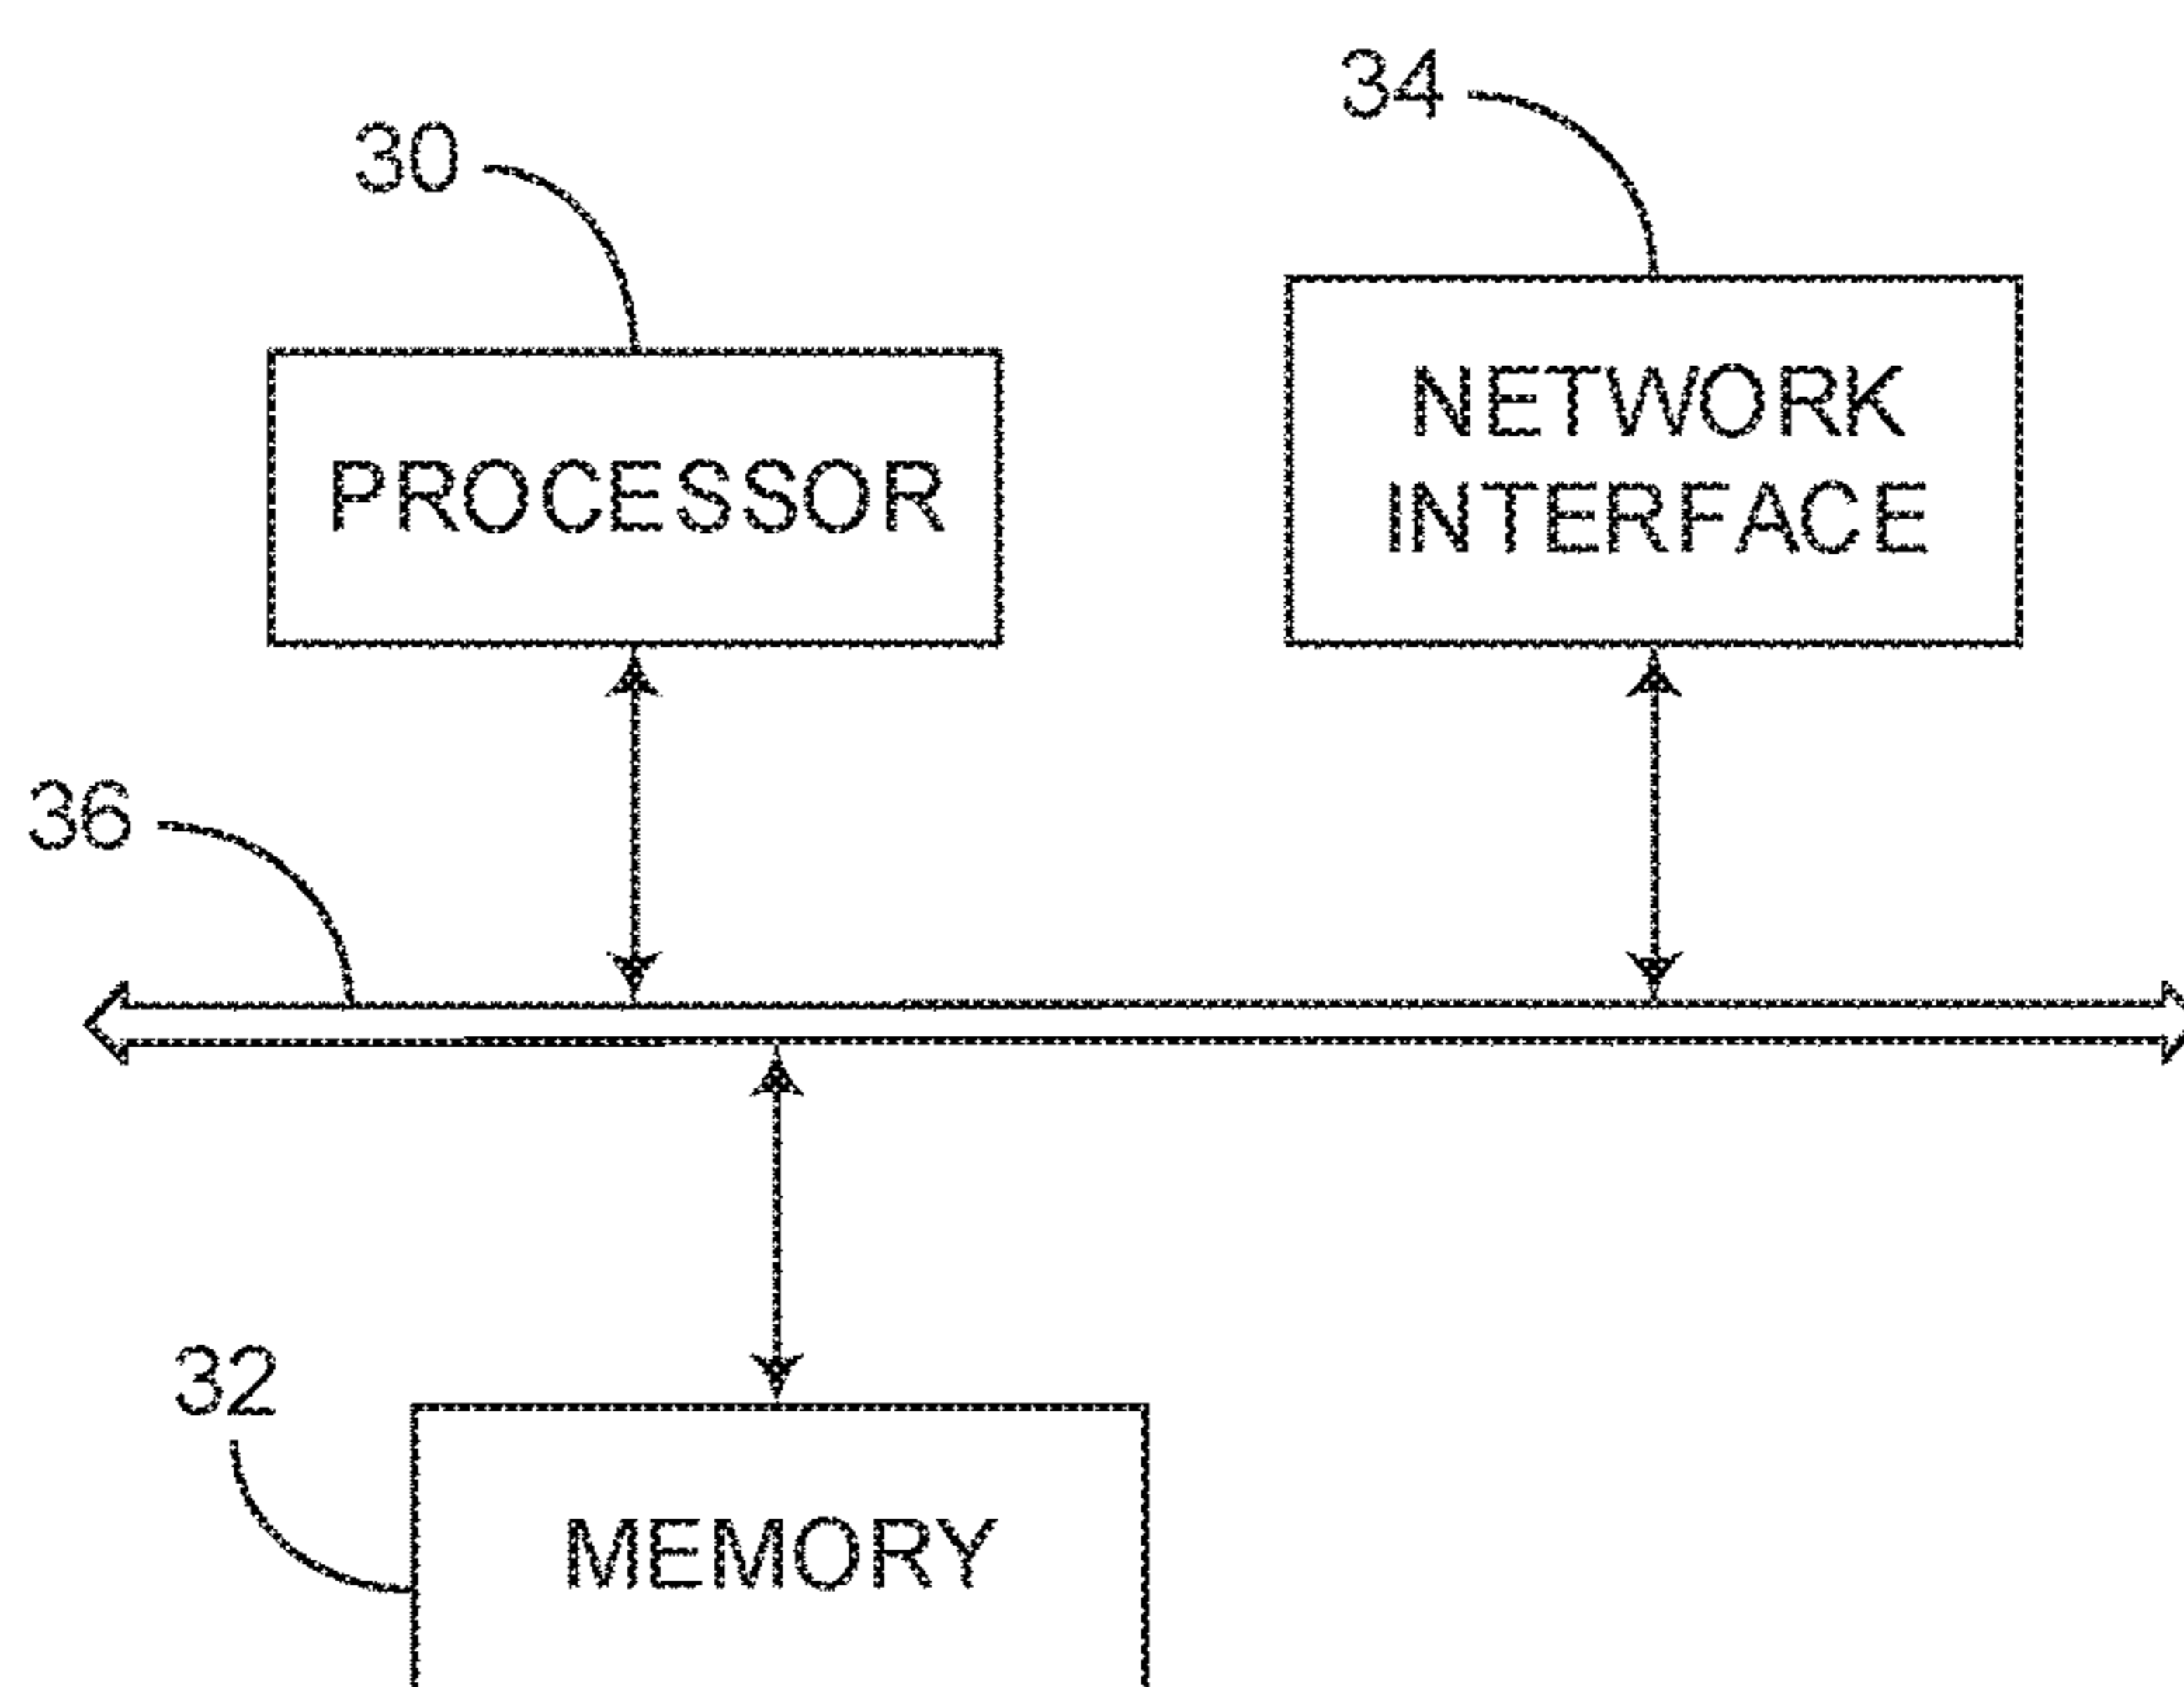 34
30
NETWORK
INTERFACE
PROCESSOR
36
32
MEMORY